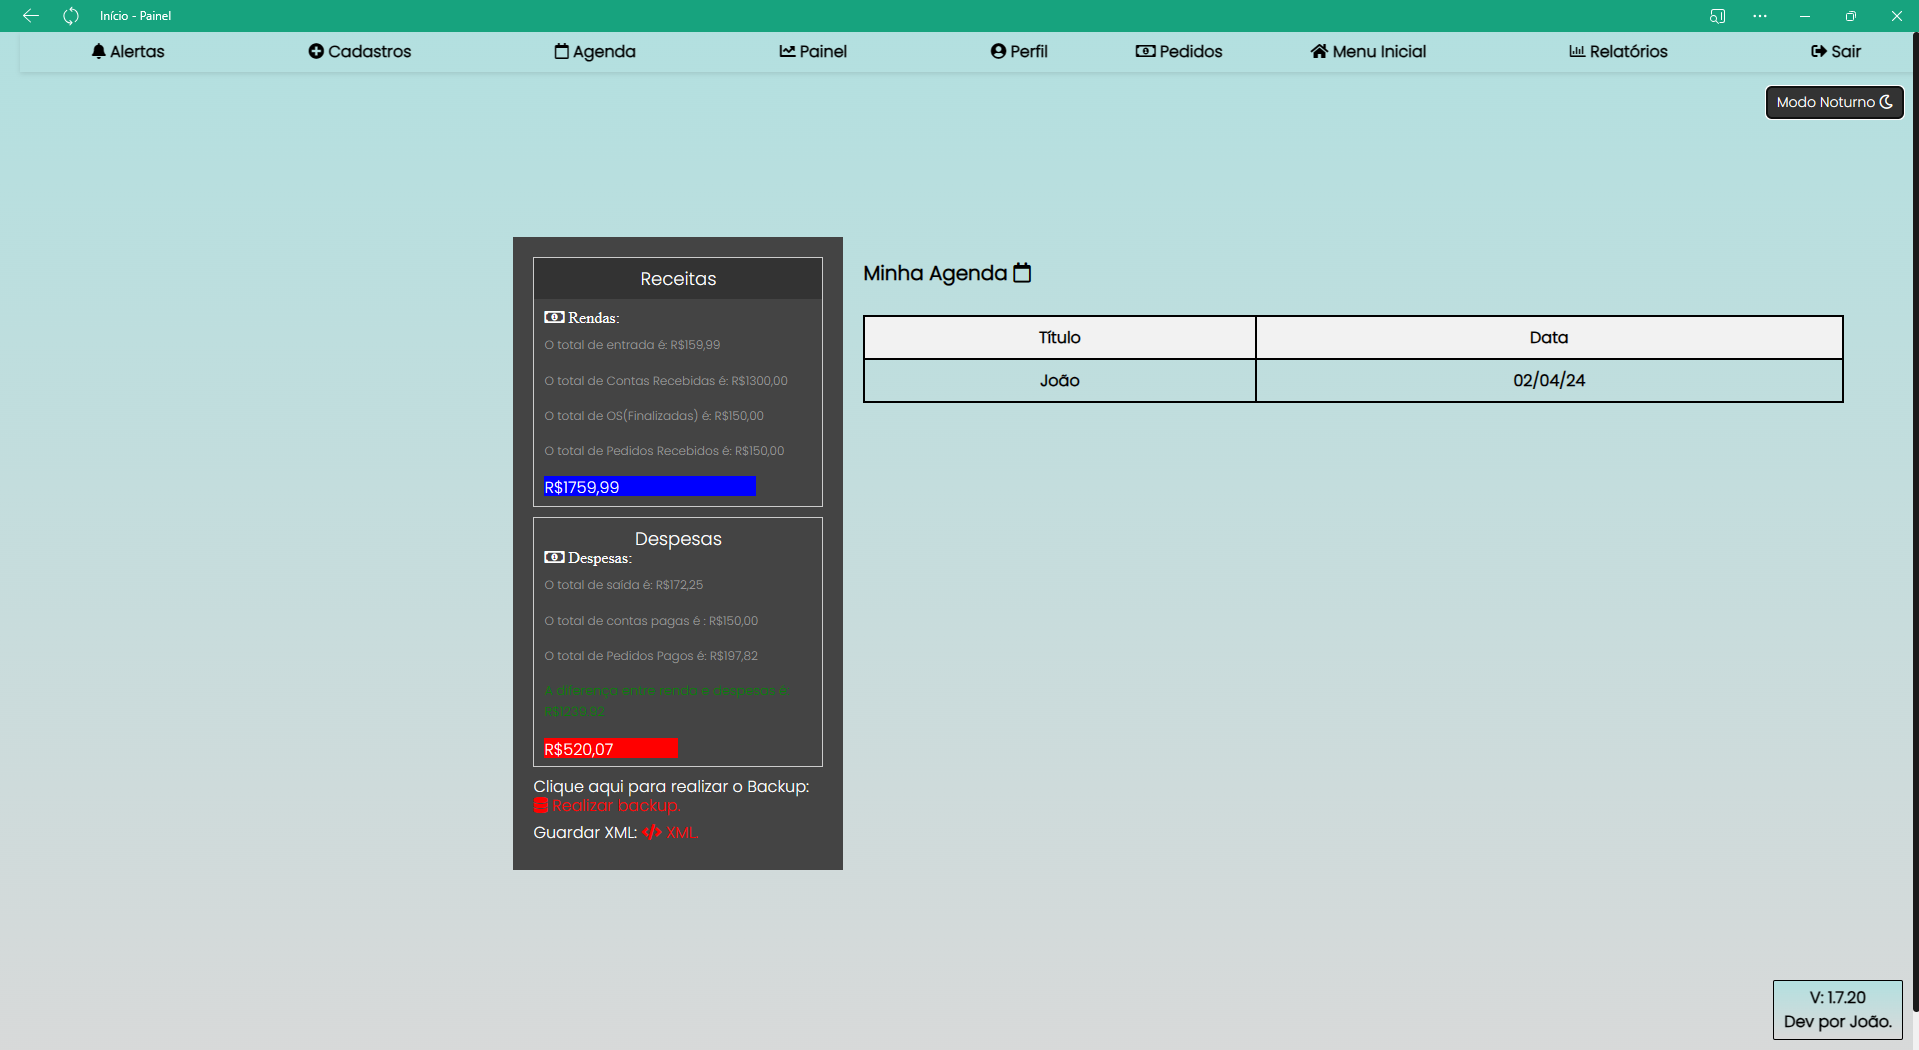 Início - Painel
Alertas
Cadastros
Agenda
Painel
Perfil
Pedidos
Menu Inicial
Relatórios
Sair
Modo Noturno
Receitas
Rendas:
O total de entrada é: R$159,99
O total de Contas Recebidas é: R$1300,00
O total de OS(Finalizadas) é: R$150,00
O total de Pedidos Recebidos é: R$150,00
R$1759,99
Despesas
Despesas:
O total de saída é: R$172,25
O total de contas pagas é : R$150,00
O total de Pedidos Pagos é: R$197,82
A diferença entre renda e despesas é:
R$1239,92
R$520,07
Clique aqui para realizar o Backup:
Realizar backup.
Guardar XML: XML.
Minha Agenda
Título Data
João 02/04/24
V: 1.7.20
Dev por João.